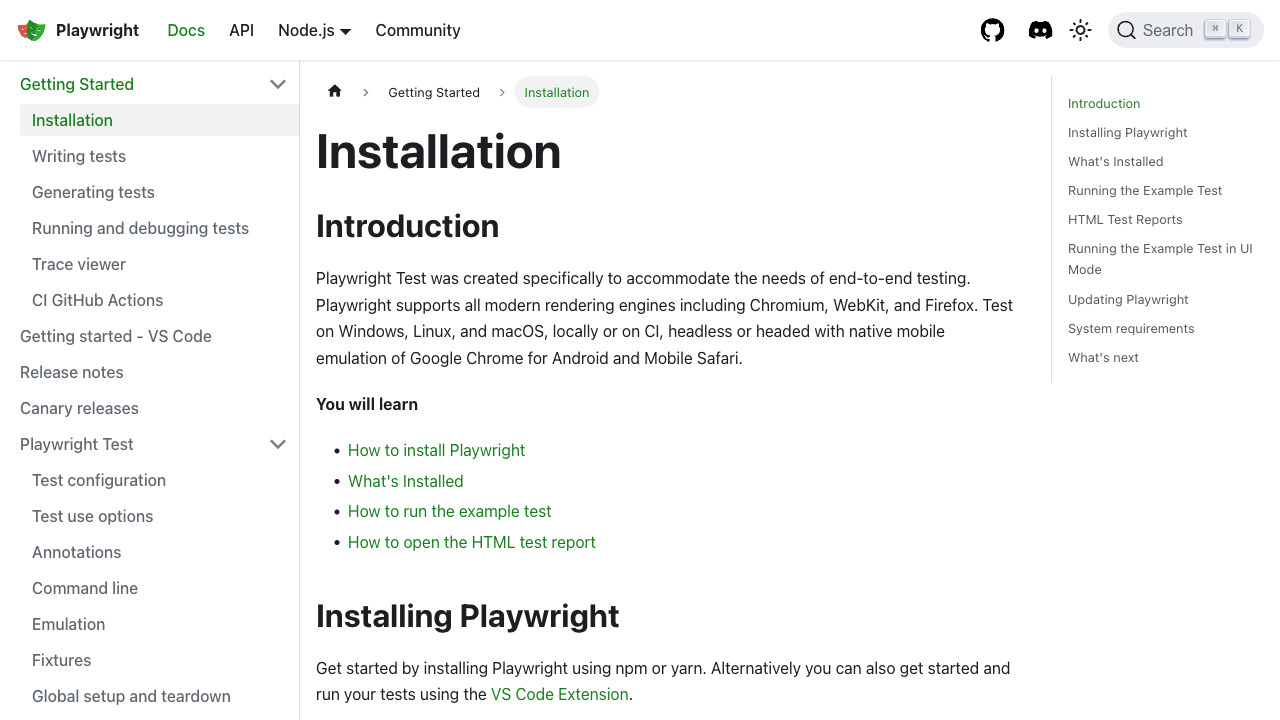 Playwright
Docs
API
Node.js
Community
Search
⌘
K
Getting Started
Installation
Writing tests
Generating tests
Running and debugging tests
Trace viewer
CI GitHub Actions
Getting started - VS Code
Release notes
Canary releases
Playwright Test
Test configuration
Test use options
Annotations
Command line
Emulation
Fixtures
Global setup and teardown
Getting Started
Installation
Installation
Introduction
Playwright Test was created specifically to accommodate the needs of end-to-end testing.
Playwright supports all modern rendering engines including Chromium, WebKit, and Firefox. Test
on Windows, Linux, and macOS, locally or on CI, headless or headed with native mobile
emulation of Google Chrome for Android and Mobile Safari.
You will learn
• How to install Playwright
• What's Installed
• How to run the example test
• How to open the HTML test report
Installing Playwright
Get started by installing Playwright using npm or yarn. Alternatively you can also get started and
run your tests using the VS Code Extension.
Introduction
Installing Playwright
What's Installed
Running the Example Test
HTML Test Reports
Running the Example Test in UI
Mode
Updating Playwright
System requirements
What's next